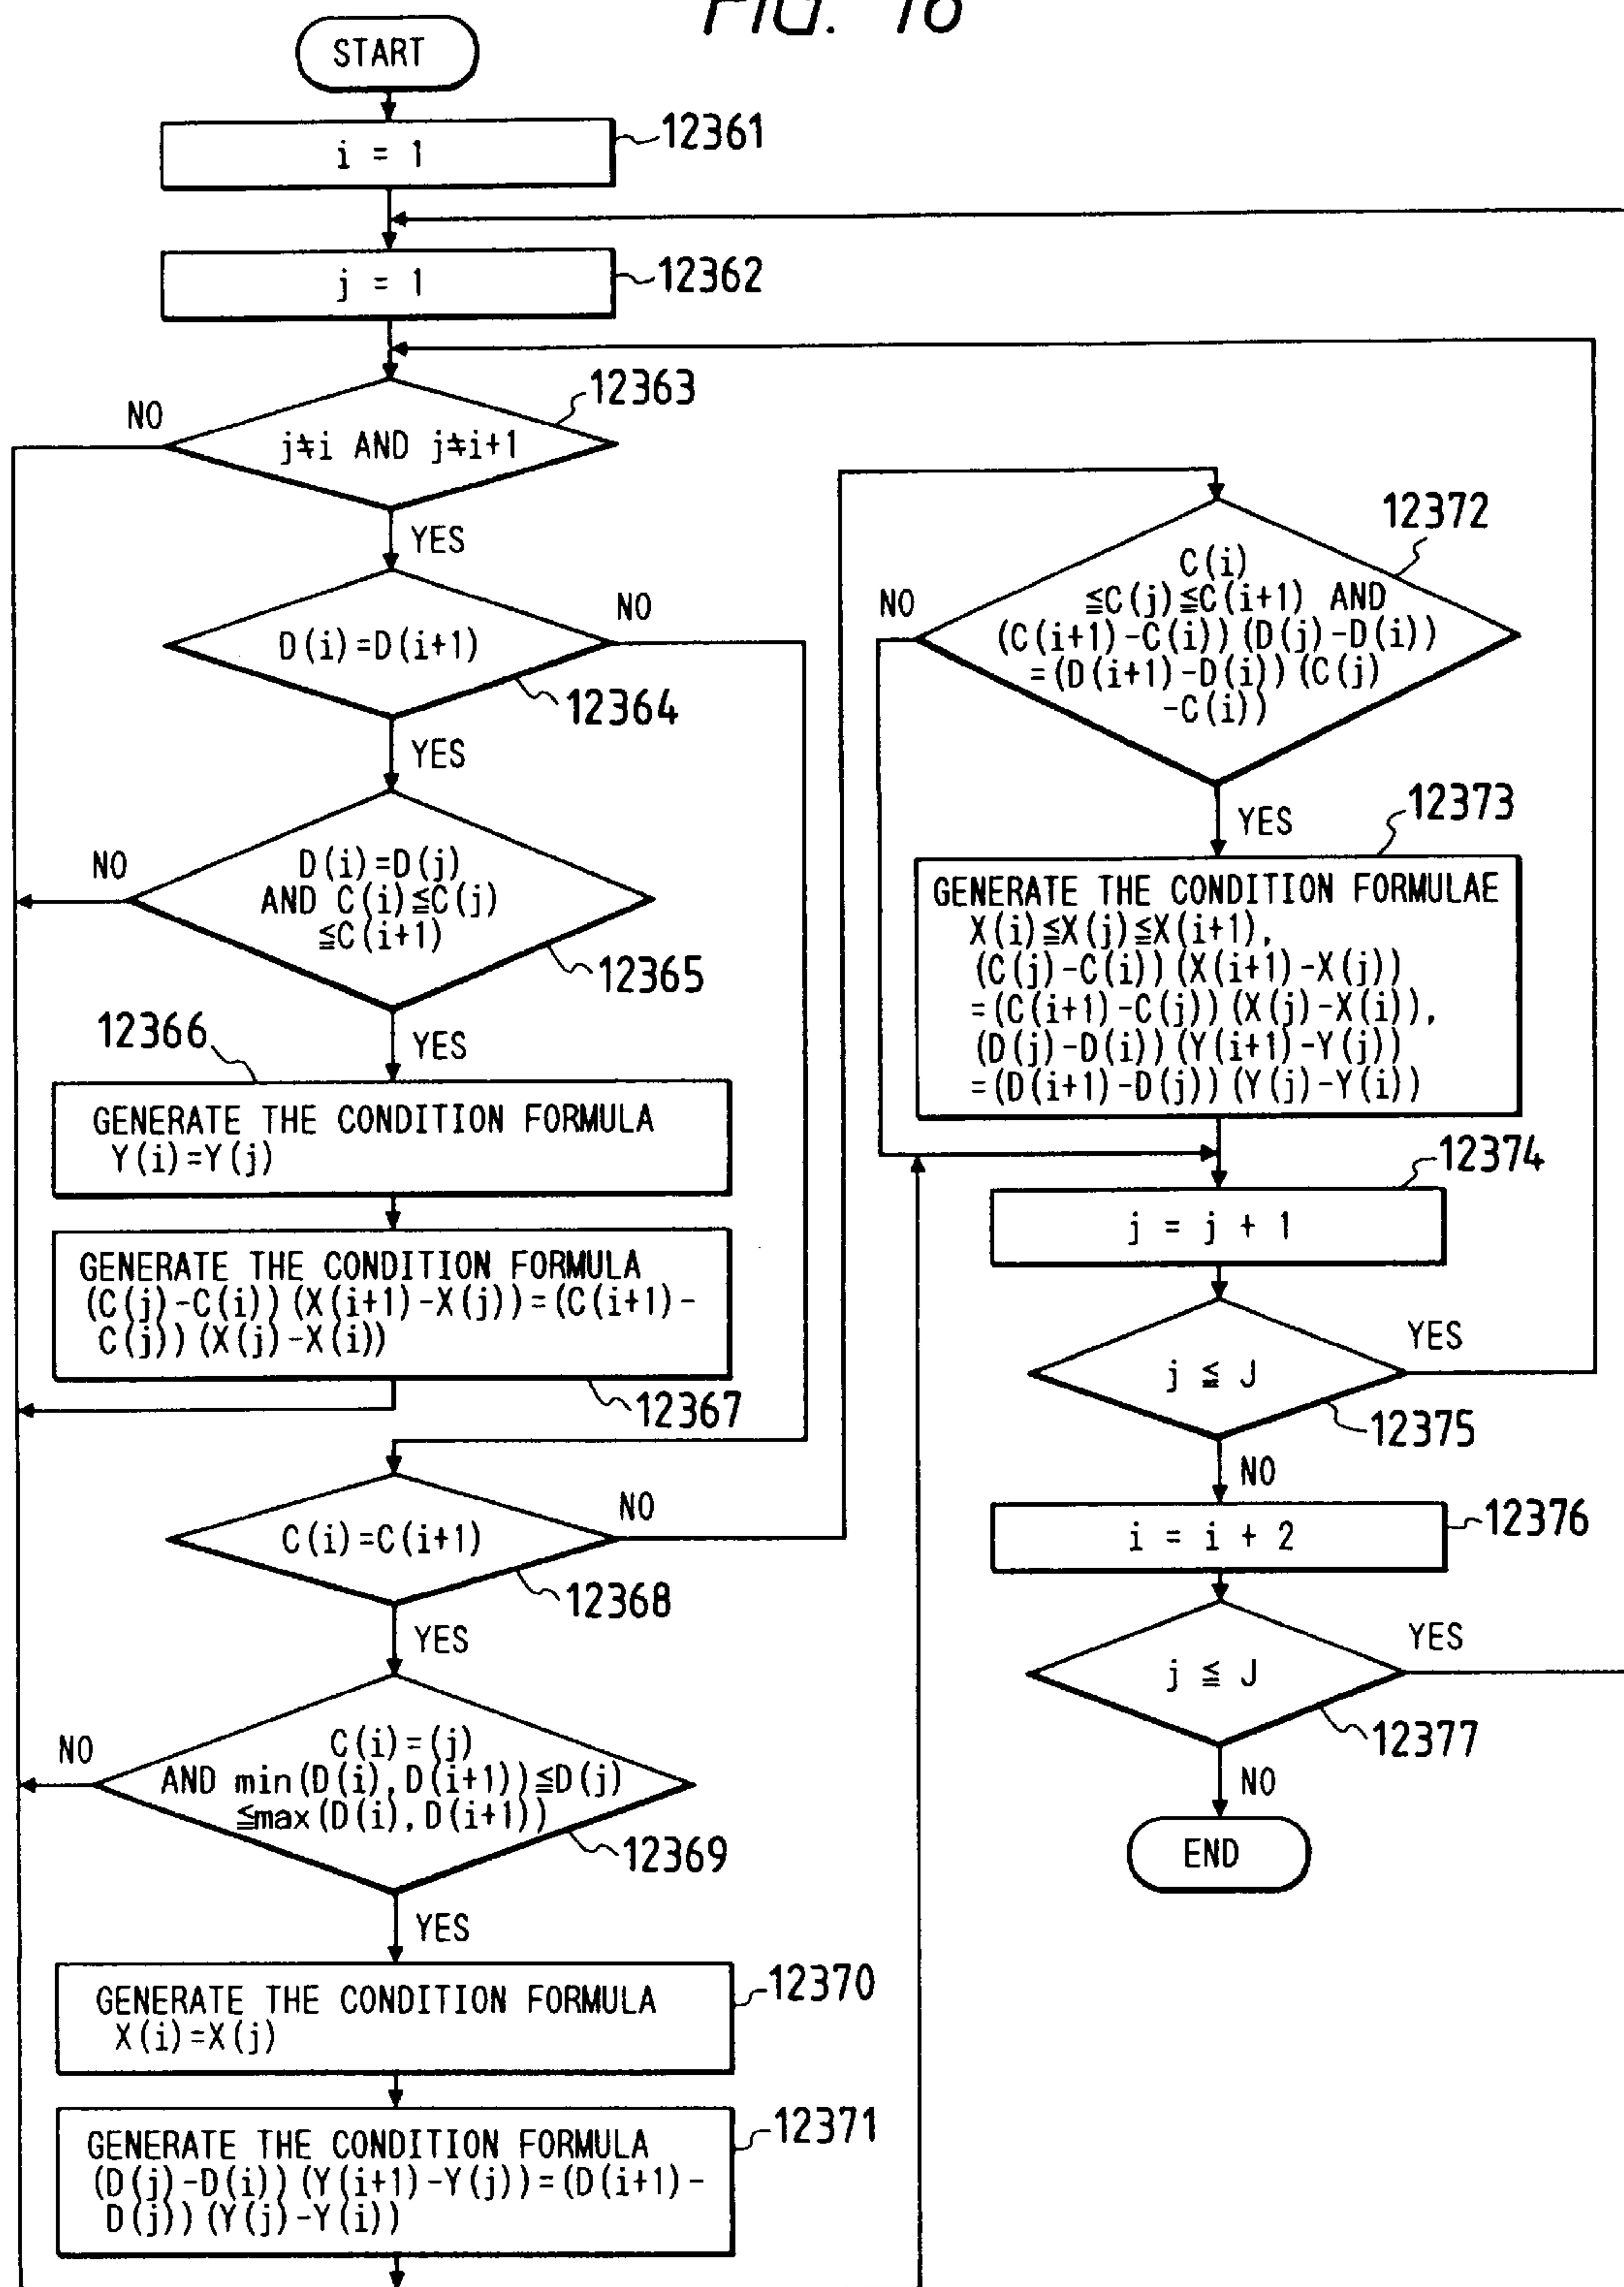 FIG. 16
START
i = 1
12361
j = 1
12362
12363
NO
j≠i AND j≠i+1
YES
D(i)=D(i+1)
NO
12364
YES
NO
D(i)=D(j)
AND C(i)≦C(j)
≦C(i+1)
12365
YES
12366
GENERATE THE CONDITION FORMULA
Y(i)=Y(j)
GENERATE THE CONDITION FORMULA
(C(j)-C(i))(X(i+1)-X(j))=(C(i+1)-
C(j))(X(j)-X(i))
12367
C(i)=C(i+1)
NO
12368
YES
NO
C(i)=(j)
AND min(D(i),D(i+1))≦D(j)
≦max(D(i),D(i+1))
12369
YES
GENERATE THE CONDITION FORMULA
X(i)=X(j)
12370
GENERATE THE CONDITION FORMULA
(D(j)-D(i))(Y(i+1)-Y(j))=(D(i+1)-
D(j))(Y(j)-Y(i))
12371
12372
NO
C(i)
≦C(j)≦C(i+1) AND
(C(i+1)-C(i))(D(j)-D(i))
=(D(i+1)-D(i))(C(j)
-C(i))
YES
12373
GENERATE THE CONDITION FORMULAE
X(i)≦X(j)≦X(i+1),
(C(j)-C(i))(X(i+1)-X(j))
=(C(i+1)-C(j))(X(j)-X(i)),
(D(j)-D(i))(Y(i+1)-Y(j))
=(D(i+1)-D(j))(Y(j)-Y(i))
12374
j = j + 1
j ≦ J
YES
12375
NO
i = i + 2
12376
j ≦ J
YES
12377
NO
END